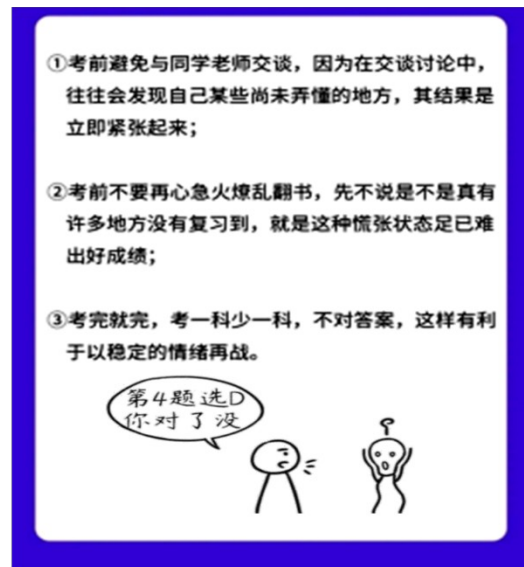 ①考前避免与同学老师交谈，因为在交谈讨论中，
往往会发现自己某些尚未弄懂的地方，其结果是
立即紧张起来；
②考前不要再心急火燎乱翻书，先不说是不是真有
许多地方没有复习到，就是这种慌张状态足已难
出好成绩；
③考完就完，考一科少一科，不对答案，这样有利
于以稳定的情绪再战。
第4题选D
你对了没
?